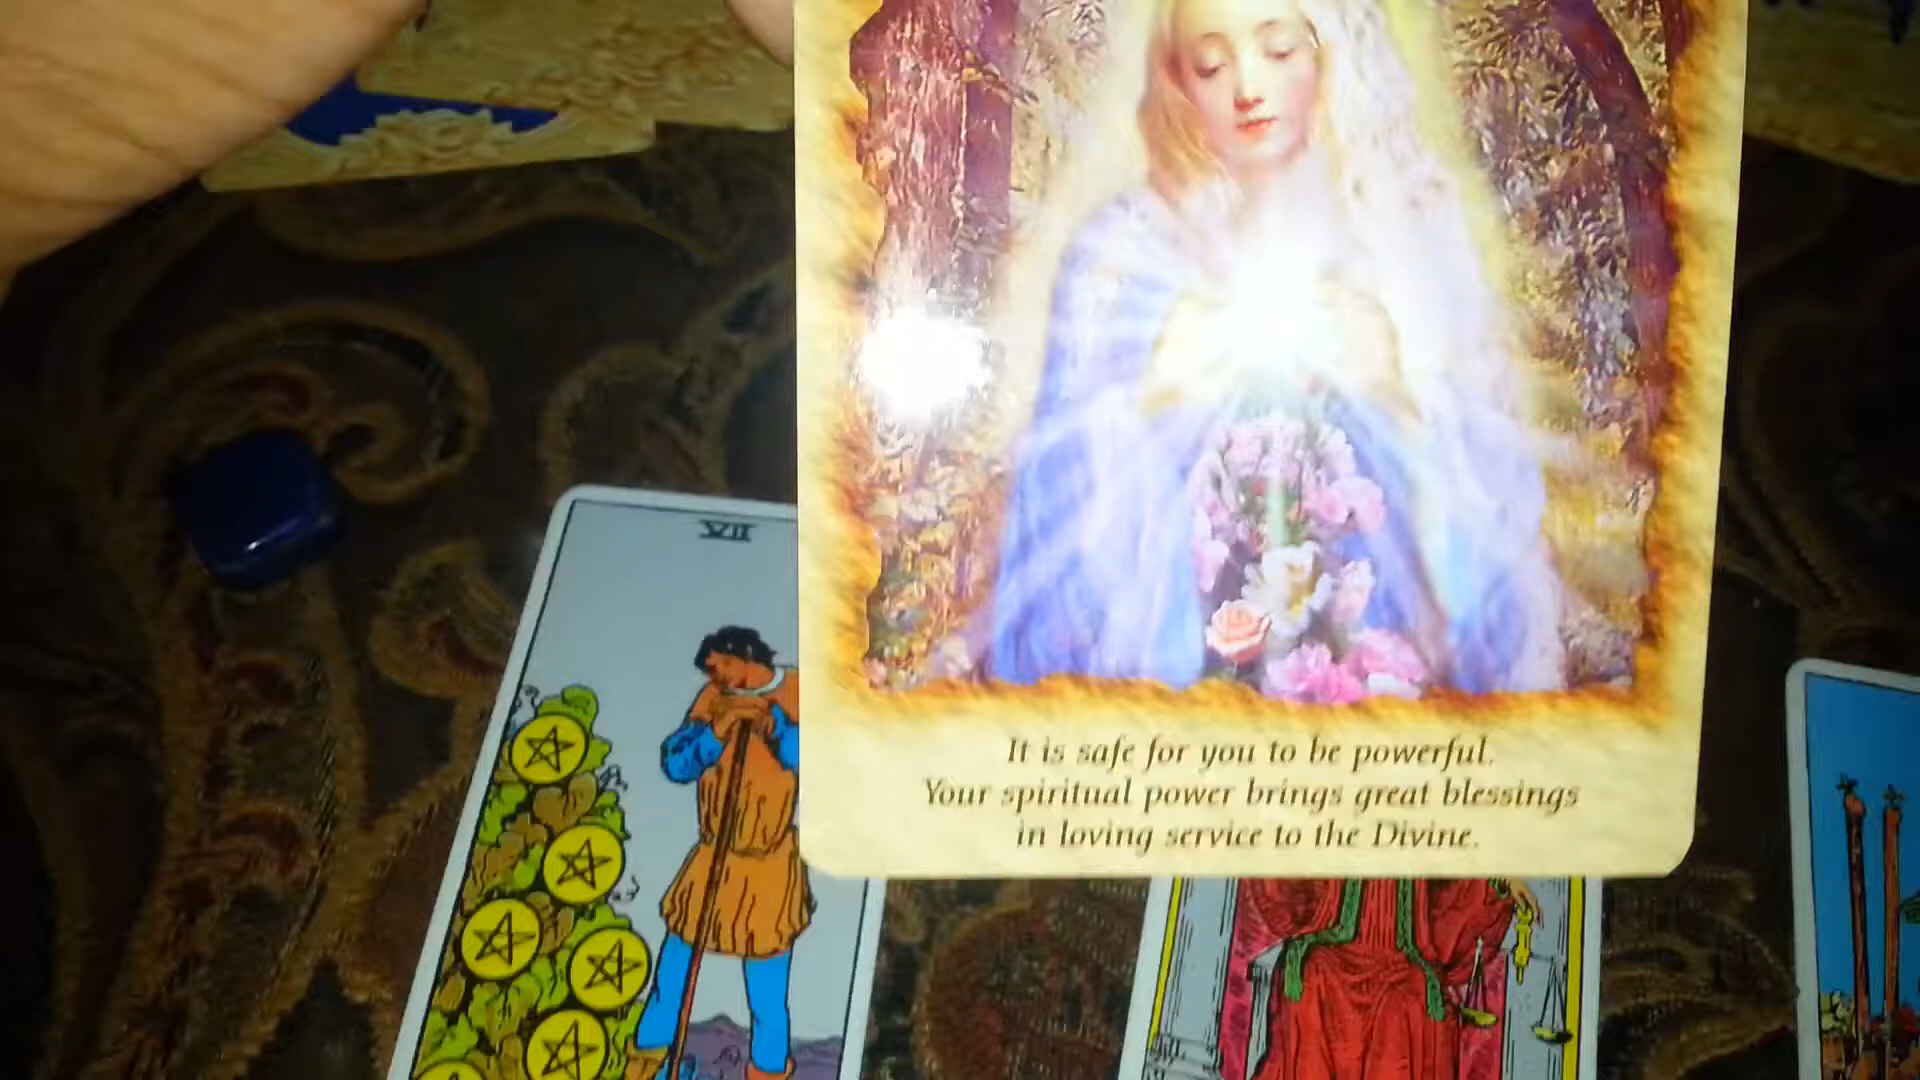 VII
It is safe for you to be powerful.
Your spiritual power brings great blessings
in loving service to the Divine.